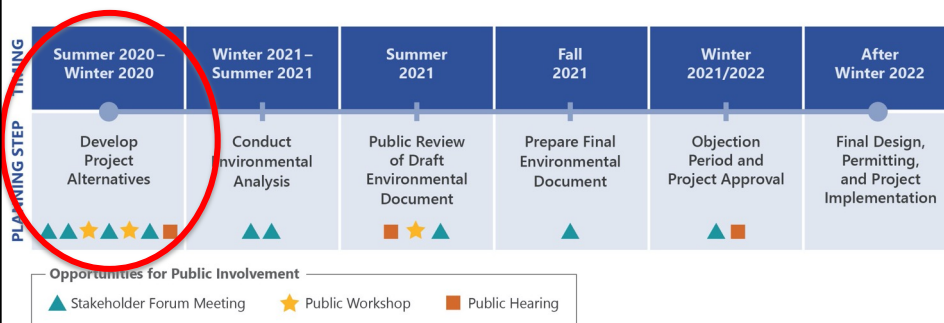 TIMING
Summer 2020–
Winter 2020
Winter 2021–
Summer 2021
Summer
2021
Fall
2021
Winter
2021/2022
After
Winter 2022
PLANNING STEP
Develop
Project
Alternatives
Conduct
Environmental
Analysis
Public Review
of Draft
Environmental
Document
Prepare Final
Environmental
Document
Objection
Period and
Project Approval
Final Design,
Permitting,
and Project
Implementation
Opportunities for Public Involvement
Stakeholder Forum Meeting
Public Workshop
Public Hearing